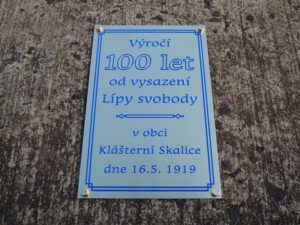 Výročí
100 let
od vysazení
Lípy svobody
v obci
Klášterní Skalice
dne 16.5. 1919